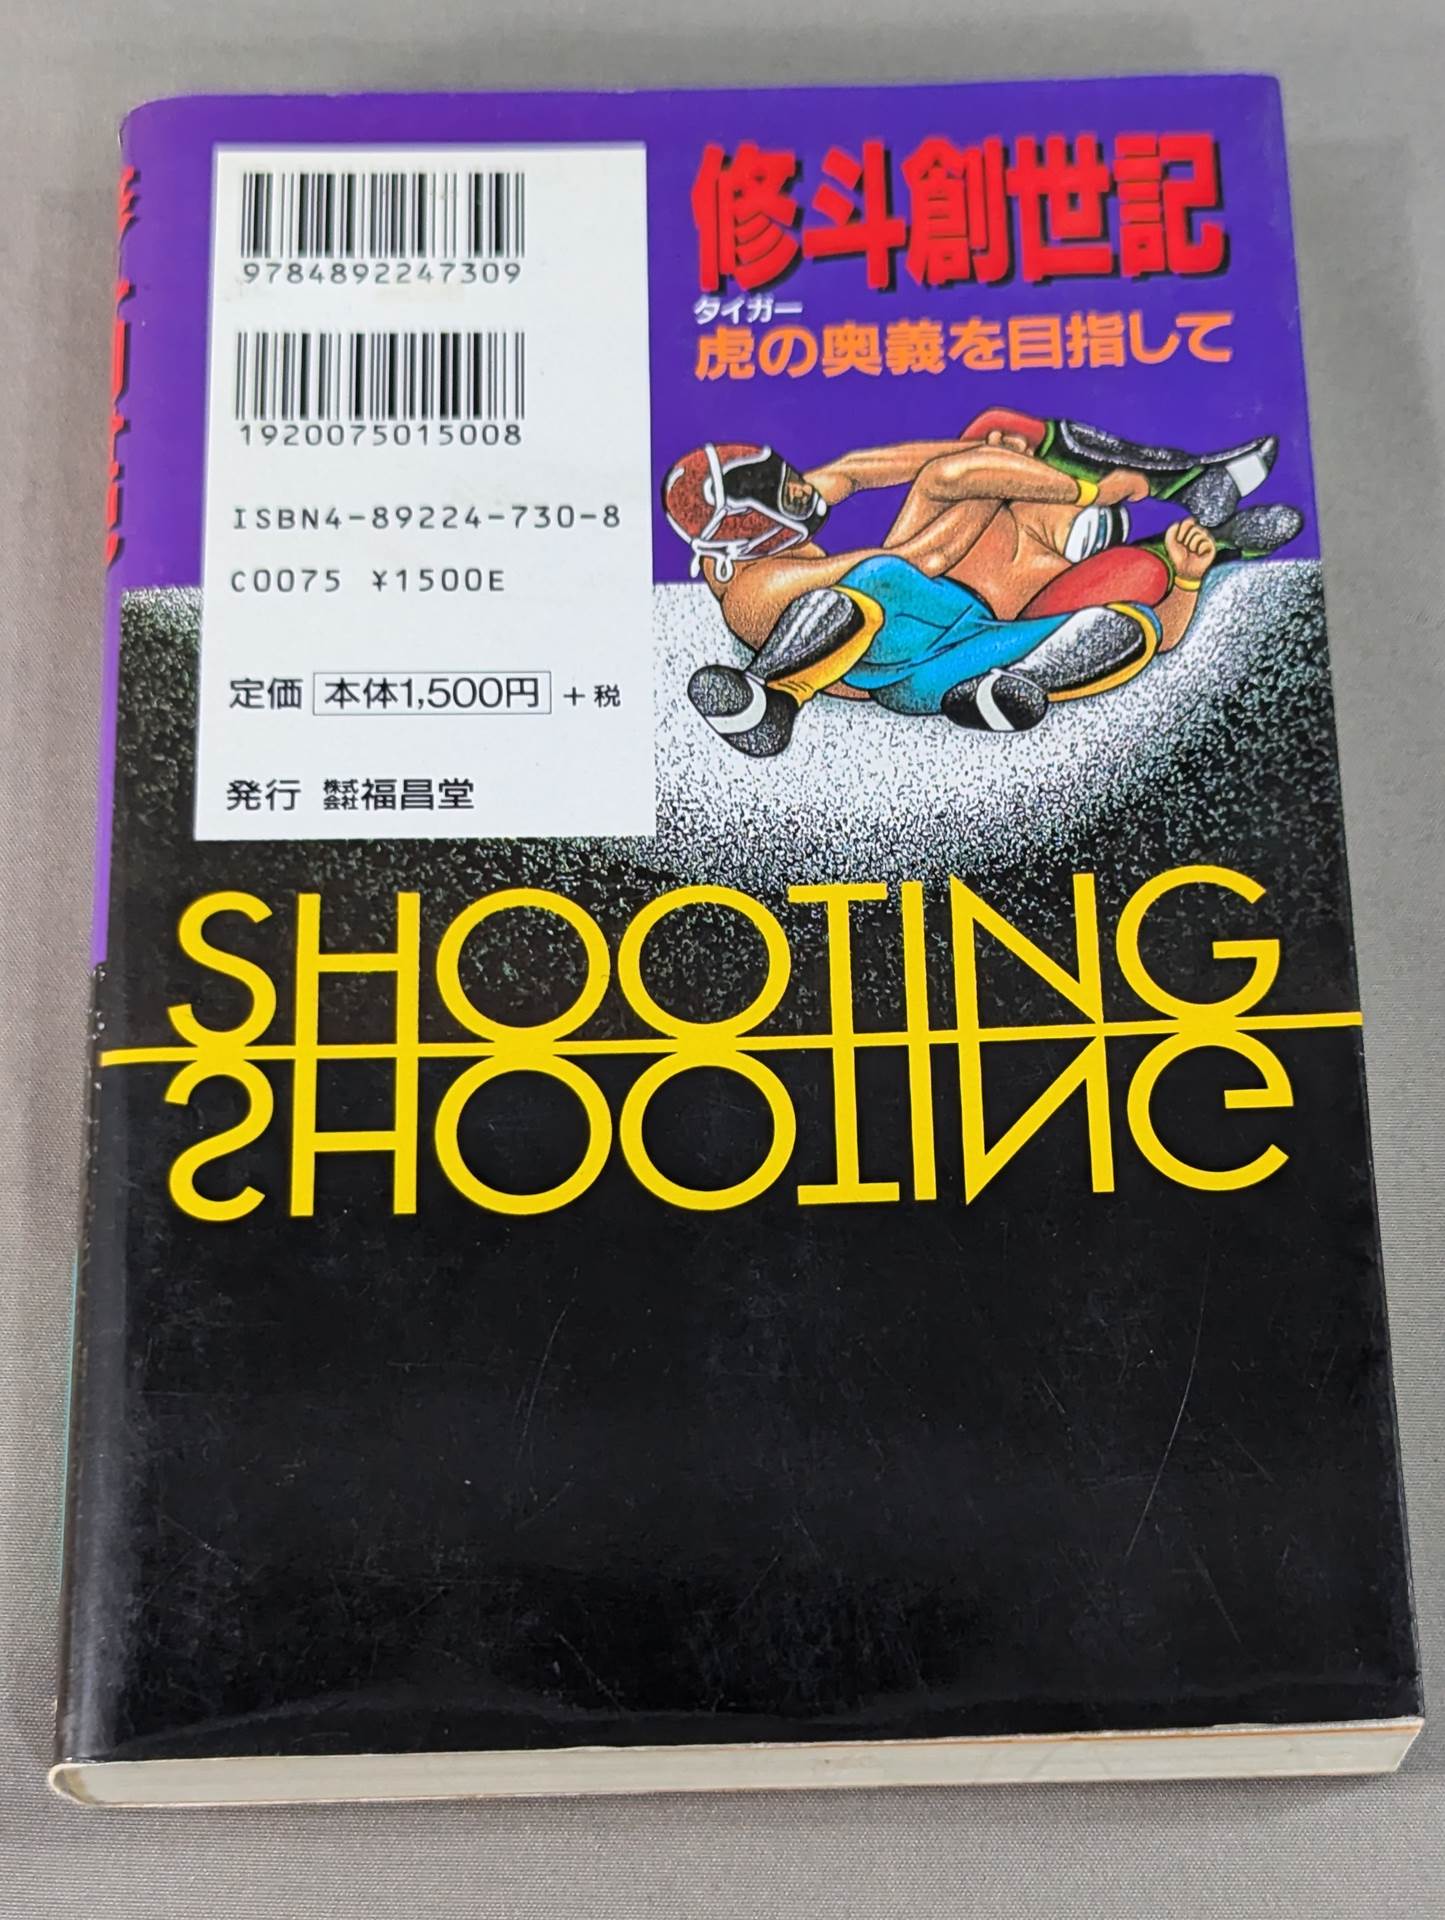 9784892247309
1920075015008
ISBN4-89224-730-8
C0075 ¥1500E
定価 本体1,500円 +税
発行 株式会社福昌堂
修斗創世記
タイガー
虎の奥義を目指して
SHOOTING
SHOOTING